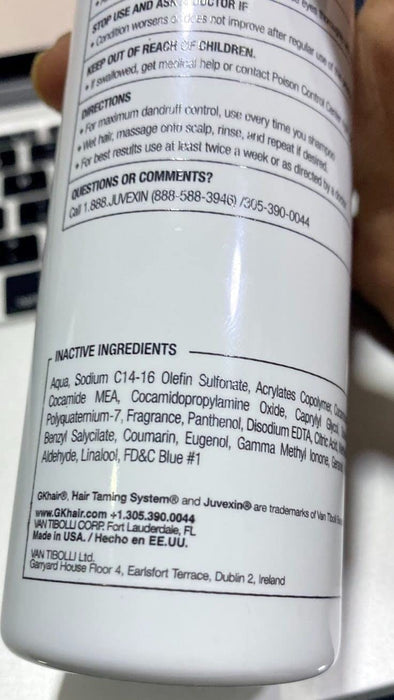 STOP USE AND ASK A DOCTOR IF
• Condition worsens or does not improve after regular use of
KEEP OUT OF REACH OF CHILDREN.
• If swallowed, get medical help or contact Poison Control Center
DIRECTIONS
• For maximum dandruff control, use every time you shampoo
• Wet hair, massage onto scalp, rinse, and repeat if desired.
• For best results use at least twice a week or as directed by a
QUESTIONS OR COMMENTS?
Call 1.888.JUVEXIN (888-588-3946) /305-390-0044
INACTIVE INGREDIENTS
Aqua, Sodium C14-16 Olefin Sulfonate, Acrylates Copolymer,
Cocamide MEA, Cocamidopropylamine Oxide, Caprylyl Glycol,
Polyquaternium-7, Fragrance, Panthenol, Disodium EDTA, Citric Acid,
Benzyl Salycilate, Coumarin, Eugenol, Gamma Methyl Ionone,
Aldehyde, Linalool, FD&C Blue #1
GKhair®, Hair Taming System® and Juvexin® are trademarks of Van Tibolli
www.GKhair.com +1.305.390.0044
VAN TIBOLLI CORP. Fort Lauderdale, FL
Made in USA. / Hecho en EE.UU.
VAN TIBOLLI Ltd.
Garryard House Floor 4, Earlsfort Terrace, Dublin 2, Ireland